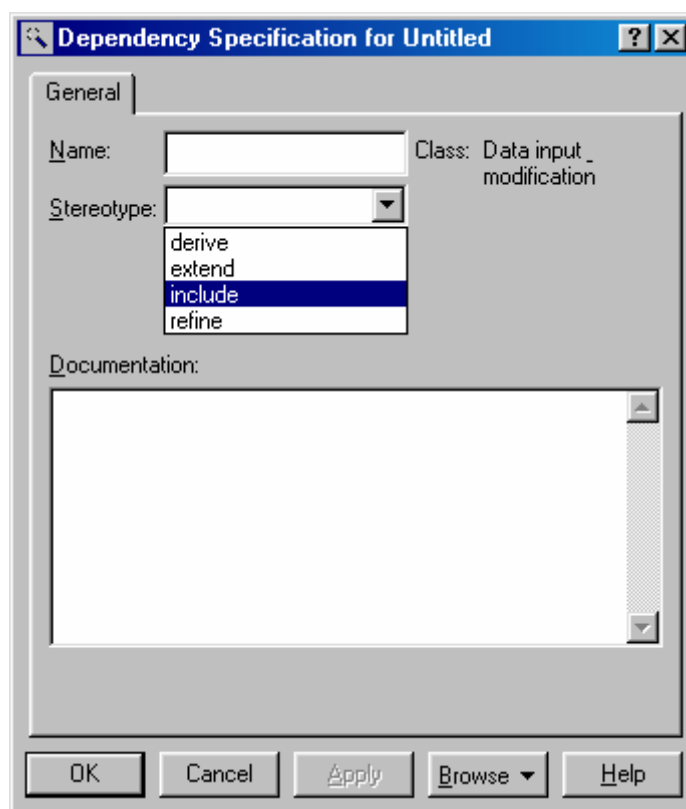 Dependency Specification for Untitled
General
Name:
Class: Data input _
modification
Stereotype:
derive
extend
include
refine
Documentation:
OK Cancel Apply Browse Help